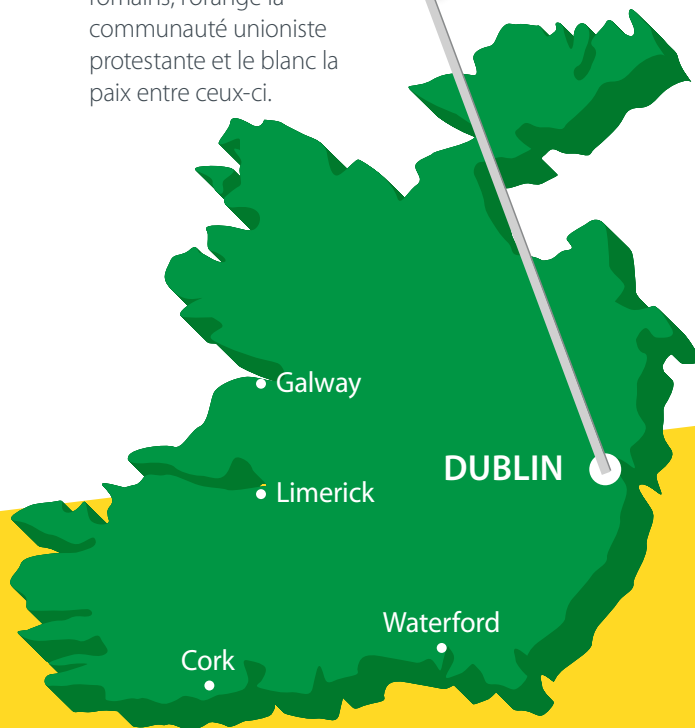 communauté unioniste
protestante et le blanc la
paix entre ceux-ci.
Galway
DUBLIN
Limerick
Waterford
Cork